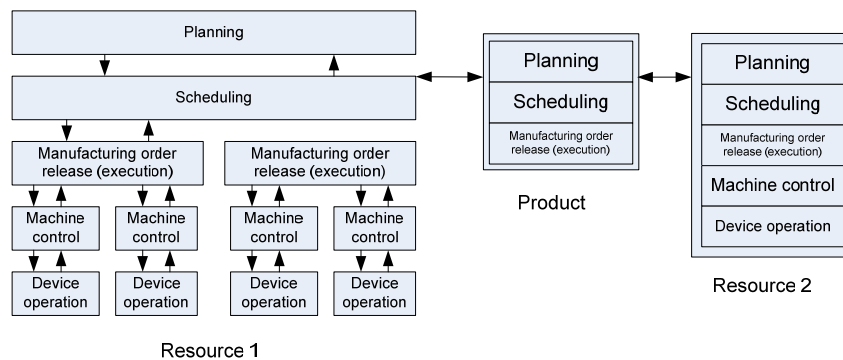 Planning
Scheduling
Manufacturing order
release (execution)
Manufacturing order
release (execution)
Machine
control
Machine
control
Machine
control
Machine
control
Device
operation
Device
operation
Device
operation
Device
operation
Resource 1
Planning
Scheduling
Manufacturing order
release (execution)
Product
Planning
Scheduling
Manufacturing order
release (execution)
Machine control
Device operation
Resource 2